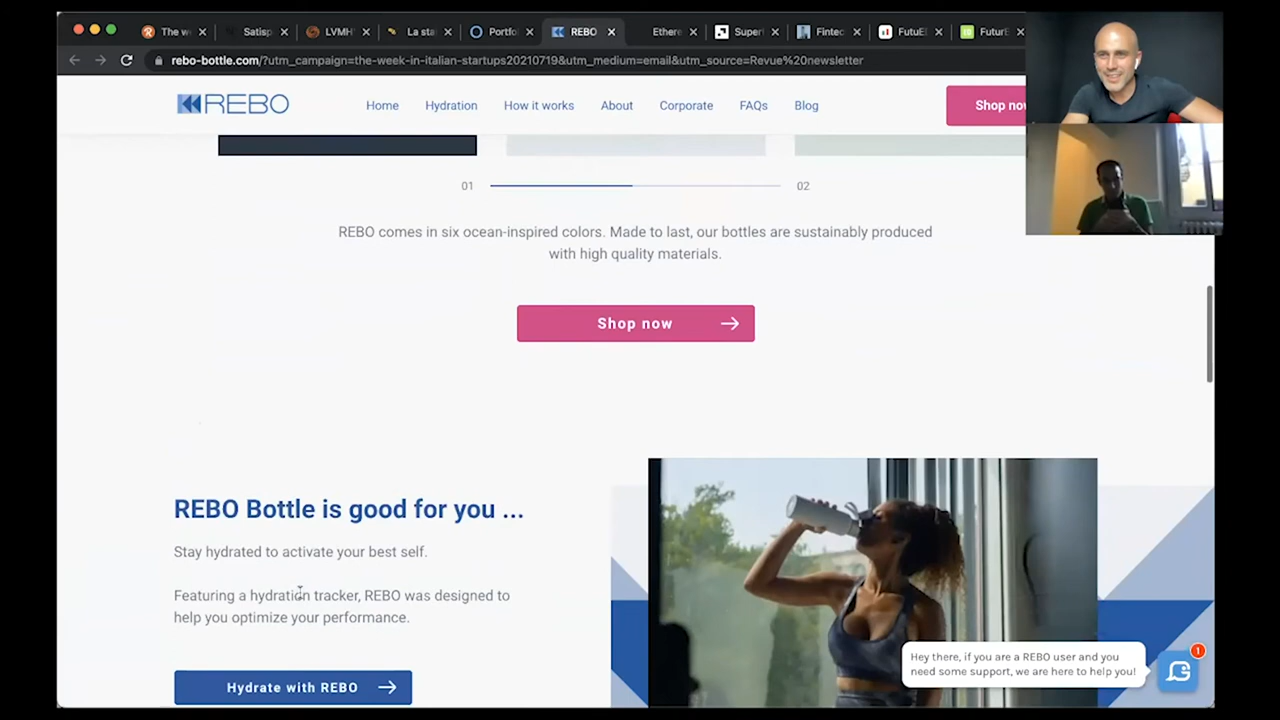 The w
Satisp
LVMH
La sta
Portfo
REBO
Ethere
Supert
Fintec
FutuE
FuturE
rebo-bottle.com/?utm_campaign=the-week-in-italian-startups20210719&utm_medium=email&utm_source=Revue%20newsletter
REBO
Home Hydration How it works About Corporate FAQs Blog
Shop now
01 02
REBO comes in six ocean-inspired colors. Made to last, our bottles are sustainably produced
with high quality materials.
Shop now
REBO Bottle is good for you ...
Stay hydrated to activate your best self.
Featuring a hydration tracker, REBO was designed to
help you optimize your performance.
Hydrate with REBO
Hey there, if you are a REBO user and you
need some support, we are here to help you!
1